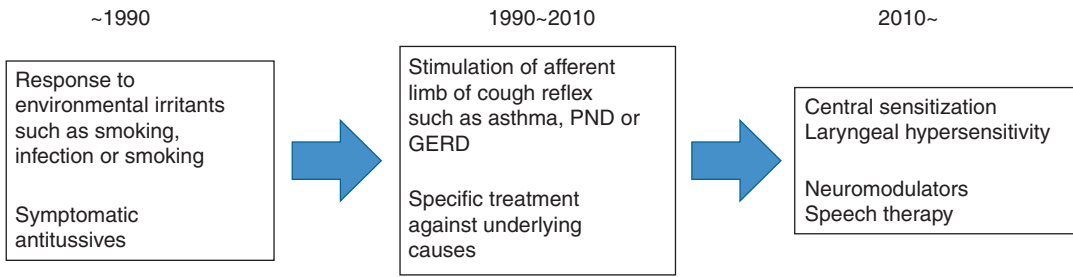 ~1990
Response to
environmental irritants
such as smoking,
infection or smoking
Symptomatic
antitussives
1990~2010
Stimulation of afferent
limb of cough reflex
such as asthma, PND or
GERD
Specific treatment
against underlying
causes
2010~
Central sensitization
Laryngeal hypersensitivity
Neuromodulators
Speech therapy